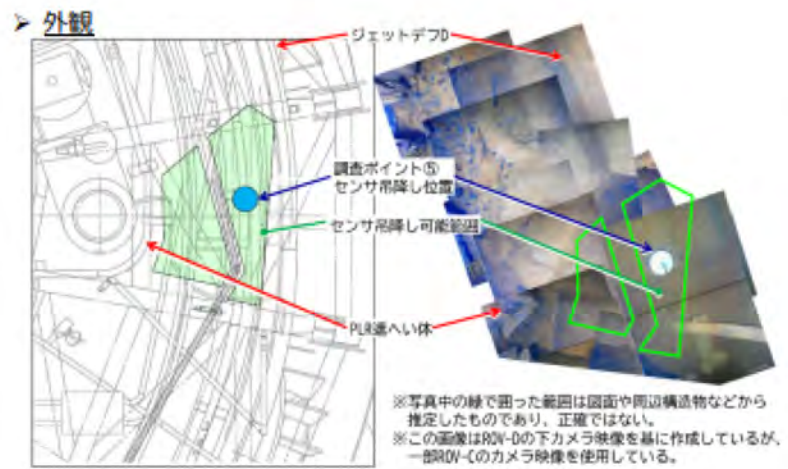 ➢ 外観
ジェットデフD
調査ポイント⑤
センサ吊降し位置
センサ吊降し可能範囲
PLR遮へい体
※写真中の緑で囲った範囲は図面や周辺構造物などから
推定したものであり、正確ではない。
※この画像はROV-Dの下カメラ映像を基に作成しているが、
一部ROV-Cのカメラ映像を使用している。